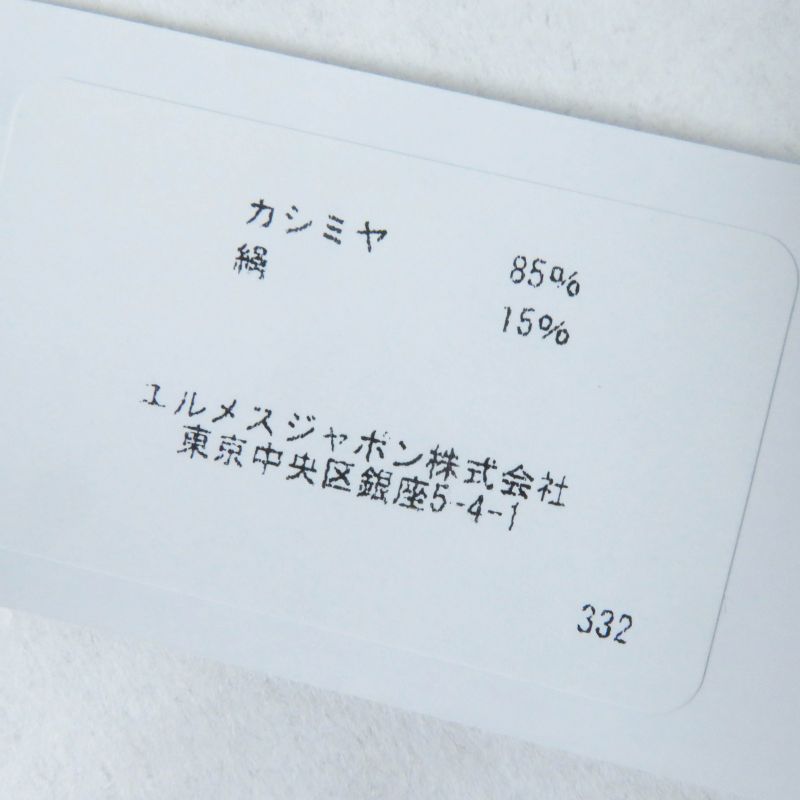 カシミヤ 85%
絹 15%
エルメスジャポン株式会社
東京中央区銀座5-4-1
332